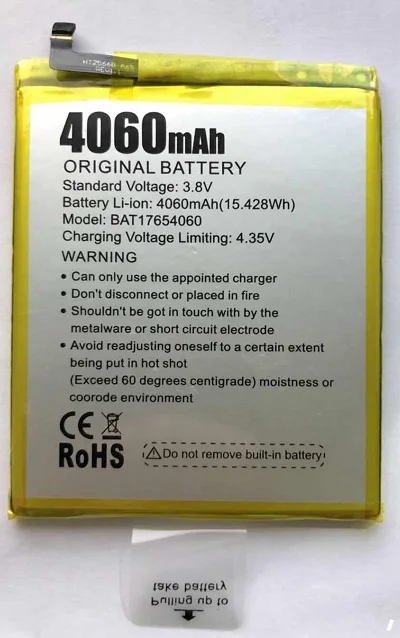 4060mAh
ORIGINAL BATTERY
Standard Voltage: 3.8V
Battery Li-ion: 4060mAh(15.428Wh)
Model: BAT17654060
Charging Voltage Limiting: 4.35V
WARNING
• Can only use the appointed charger
• Don't disconnect or placed in fire
• Shouldn't be got in touch with by the
metalware or short circuit electrode
• Avoid readjusting oneself to a certain extent
being put in hot shot
(Exceed 60 degrees centigrade) moistness or
coorode environment
CE
RoHS
Do not remove built-in battery
Pulling up to
take battery